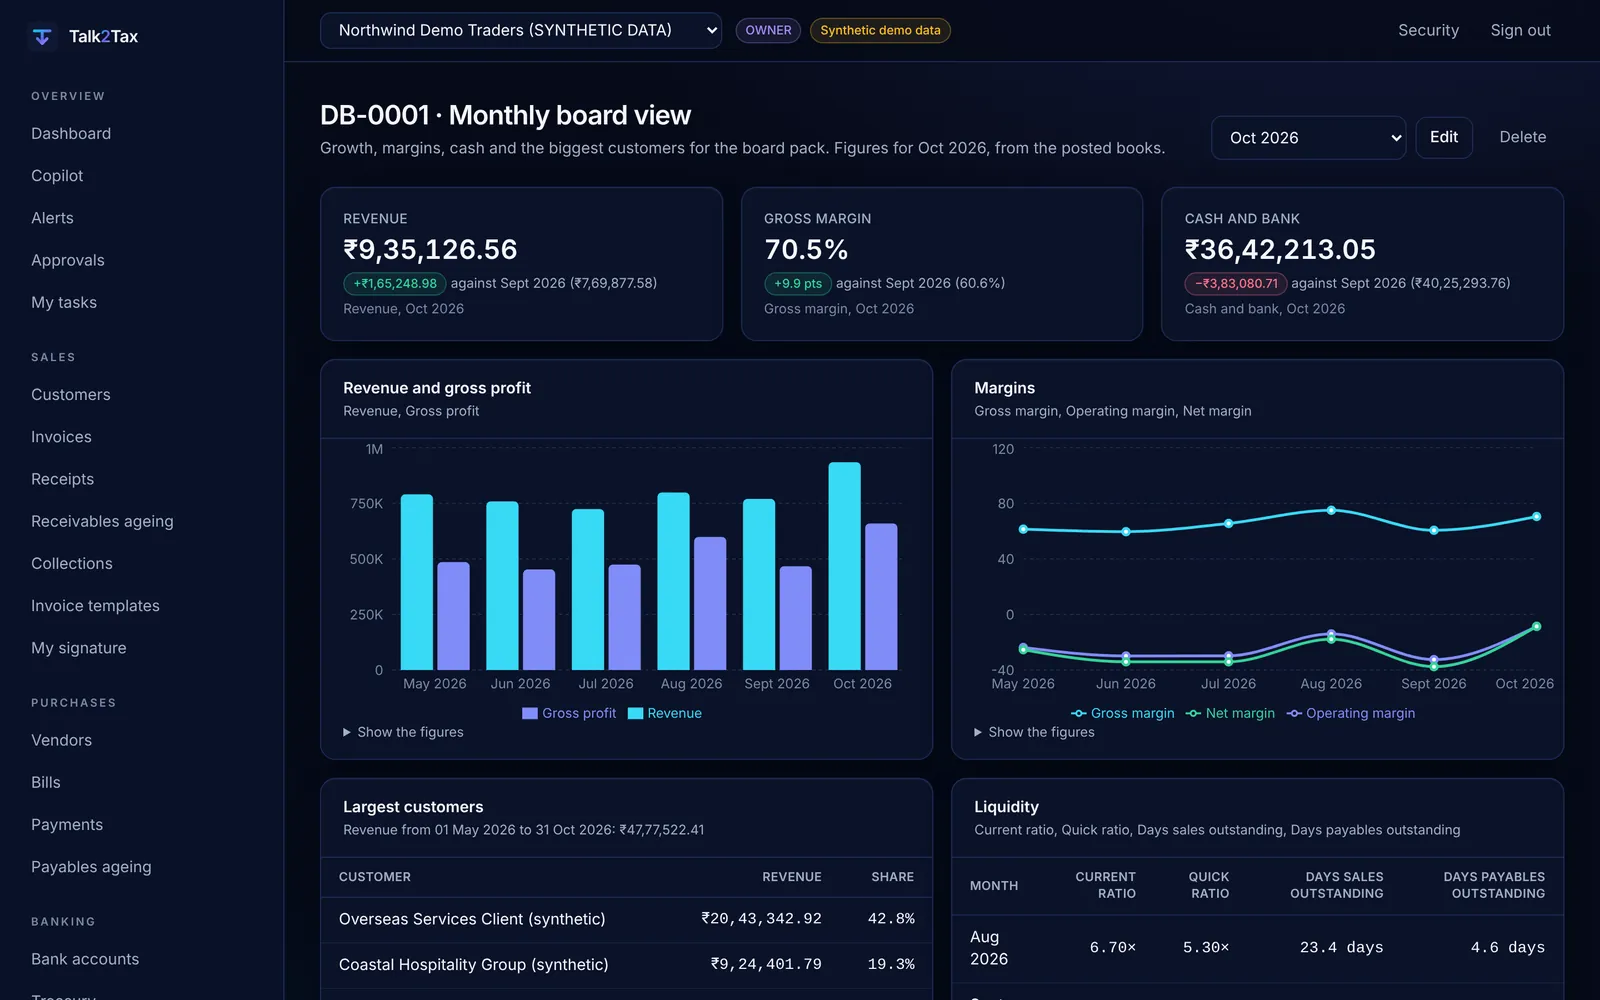 Talk2Tax
Northwind Demo Traders (SYNTHETIC DATA)
OWNER
Synthetic demo data
Security
Sign out
OVERVIEW
Dashboard
Copilot
Alerts
Approvals
My tasks
SALES
Customers
Invoices
Receipts
Receivables ageing
Collections
Invoice templates
My signature
PURCHASES
Vendors
Bills
Payments
Payables ageing
BANKING
Bank accounts
DB-0001 · Monthly board view
Growth, margins, cash and the biggest customers for the board pack. Figures for Oct 2026, from the posted books.
Oct 2026
Edit
Delete
REVENUE
₹9,35,126.56
+₹1,65,248.98 against Sept 2026 (₹7,69,877.58)
Revenue, Oct 2026
GROSS MARGIN
70.5%
+9.9 pts against Sept 2026 (60.6%)
Gross margin, Oct 2026
CASH AND BANK
₹36,42,213.05
−₹3,83,080.71 against Sept 2026 (₹40,25,293.76)
Cash and bank, Oct 2026
Revenue and gross profit
Revenue, Gross profit
1M
750K
500K
250K
0
May 2026 Jun 2026 Jul 2026 Aug 2026 Sept 2026 Oct 2026
Gross profit Revenue
▶ Show the figures
Margins
Gross margin, Operating margin, Net margin
120
80
40
0
-40
May 2026 Jun 2026 Jul 2026 Aug 2026 Sept 2026 Oct 2026
Gross margin Net margin Operating margin
▶ Show the figures
Largest customers
Revenue from 01 May 2026 to 31 Oct 2026: ₹47,77,522.41
CUSTOMER REVENUE SHARE
Overseas Services Client (synthetic) ₹20,43,342.92 42.8%
Coastal Hospitality Group (synthetic) ₹9,24,401.79 19.3%
Liquidity
Current ratio, Quick ratio, Days sales outstanding, Days payables outstanding
MONTH CURRENT RATIO QUICK RATIO DAYS SALES OUTSTANDING DAYS PAYABLES OUTSTANDING
Aug 2026 6.70× 5.30× 23.4 days 4.6 days